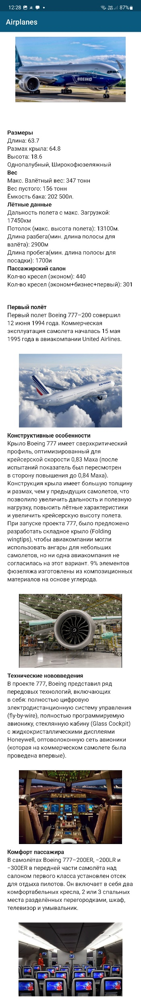 12:28
Vo)
LTE1
87%
Airplanes
BOEING
Размеры
Длина: 63.7
Размах крыла: 64.8
Высота: 18.6
Однопалубный, Широкофюзеляжный
Вес
Макс. Взлётный вес: 347 тонн
Вес пустого: 156 тонн
Ёмкость бака: 202 500л.
Лётные данные
Дальность полета с макс. Загрузкой:
17450км
Потолок (макс. высота полета): 13100м.
Длина разбега(мин. длина полосы для
взлёта): 2900м
Длина пробега(мин. длина полосы для
посадки): 1700и
Пассажирский салон
Кол-во кресел (эконом): 440
Кол-во кресел (эконом+бизнес+первый): 301
Первый полёт
Первый полет Boeing 777–200 совершил
12 июня 1994 года. Коммерческая
эксплуатация самолета началась 15 мая
1995 года в авиакомпании United Airlines.
AIR FRANCE
Конструктивные особенности
Крыло Boeing 777 имеет сверхкритический
профиль, оптимизированный для
крейсерской скорости 0,83 Маха (после
испытаний показатель был пересмотрен
в сторону повышения до 0,84 Маха).
Конструкция крыла имеет большую толщину
и размах, чем у предыдущих самолетов, что
позволило увеличить дальность и полезную
нагрузку, повысить лётные характеристики
и увеличить крейсерскую высоту полета.
При запуске проекта 777, было предложено
разработать складное крыло (Folding
wingtips), чтобы авиакомпании могли
использовать ангары для небольших
самолетов, но ни одна авиакомпания не
согласилась на этот вариант. 9% элементов
фюзеляжа изготовлены из композиционных
материалов на основе углерода.
Технические нововведения
В проекте 777, Boeing представил ряд
передовых технологий, включающих
в себя: полностью цифровую
электродистанционную систему управления
(fly-by-wire), полностью программируемую
авионику, стеклянную кабину (Glass Cockpit)
с жидкокристаллическими дисплеями
Honeywell, оптоволоконную сеть авионики
(которая на коммерческом самолете была
проведена впервые).
Комфорт пассажира
В самолётах Boeing 777–200ER, –200LR и
–300ER в передней части самолёта над
салоном первого класса установлен отсек
для отдыха пилотов. Он включает в себя два
комфортабельных кресла, 2 или 3 спальных
места разделённых перегородками, шкаф,
телевизор и умывальник.